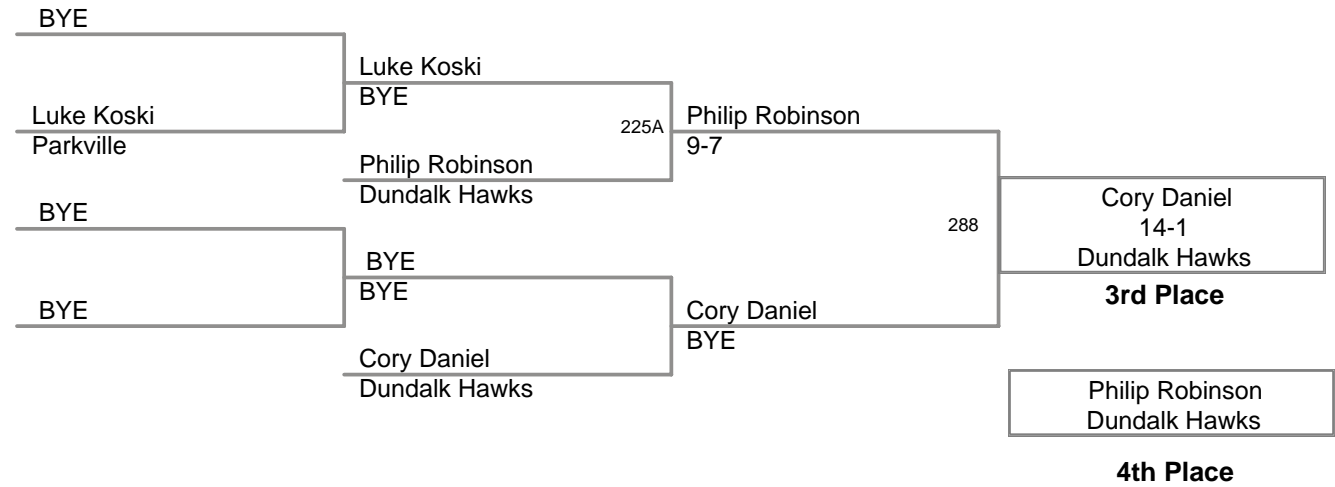 BYE
Luke Koski
Parkville
BYE
BYE
Luke Koski
BYE
225A
Philip Robinson
Dundalk Hawks
BYE
BYE
Cory Daniel
Dundalk Hawks
Philip Robinson
9-7
288
Cory Daniel
BYE
Cory Daniel
14-1
Dundalk Hawks
3rd Place
Philip Robinson
Dundalk Hawks
4th Place